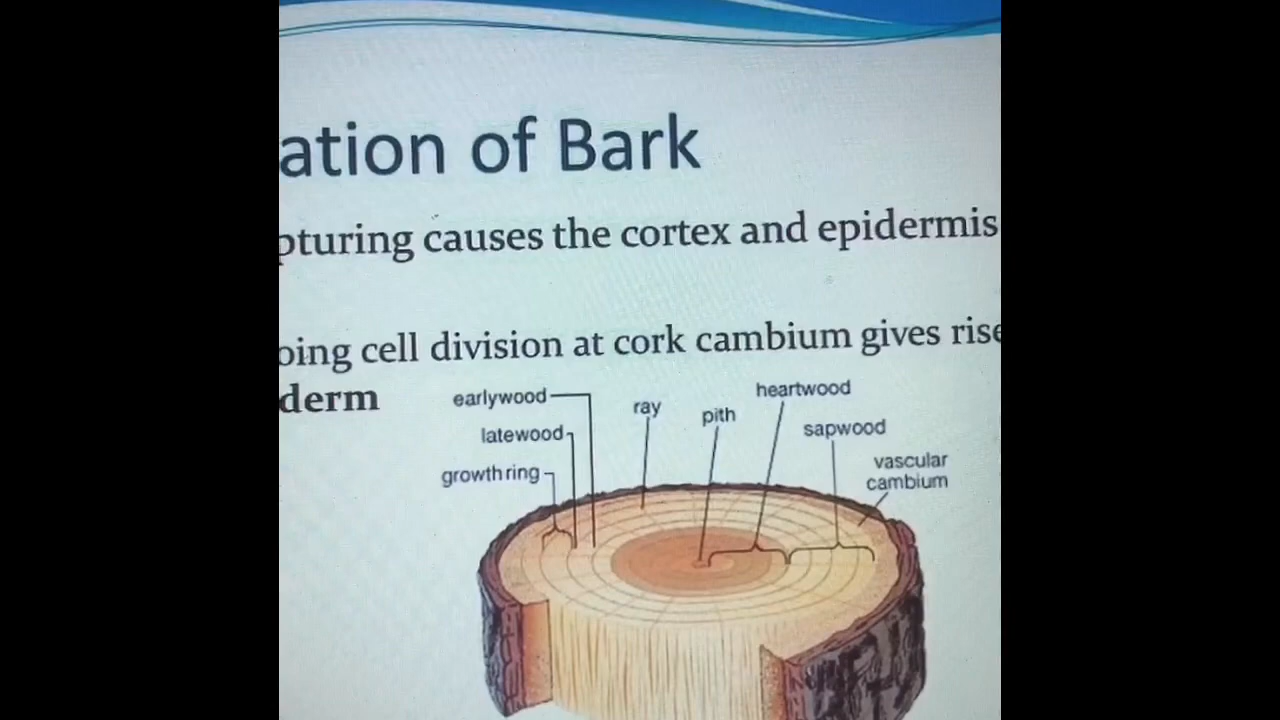 ation of Bark
pturing causes the cortex and epidermis
oing cell division at cork cambium gives rise
derm
earlywood
latewood
growth ring
ray
pith
heartwood
sapwood
vascular
cambium